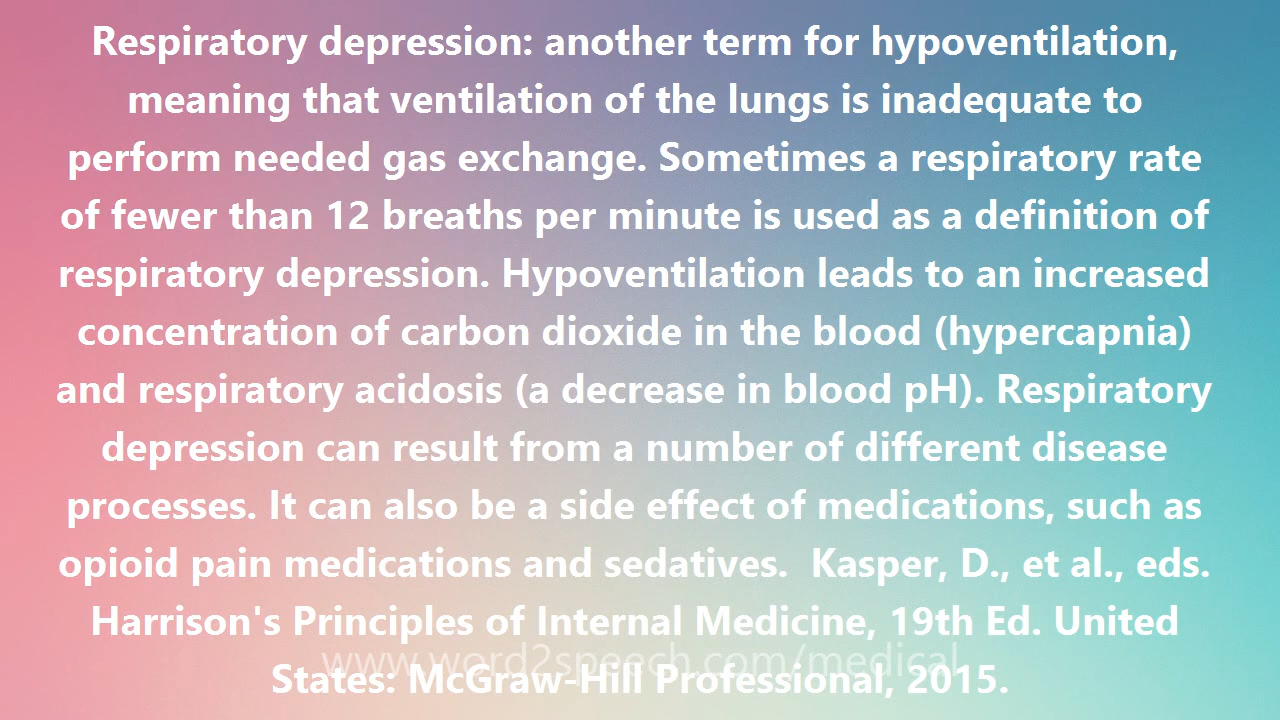 Respiratory depression: another term for hypoventilation,
meaning that ventilation of the lungs is inadequate to
perform needed gas exchange. Sometimes a respiratory rate
of fewer than 12 breaths per minute is used as a definition of
respiratory depression. Hypoventilation leads to an increased
concentration of carbon dioxide in the blood (hypercapnia)
and respiratory acidosis (a decrease in blood pH). Respiratory
depression can result from a number of different disease
processes. It can also be a side effect of medications, such as
opioid pain medications and sedatives.  Kasper, D., et al., eds.
Harrison's Principles of Internal Medicine, 19th Ed. United
www.word2speech.com/medical
States: McGraw-Hill Professional, 2015.